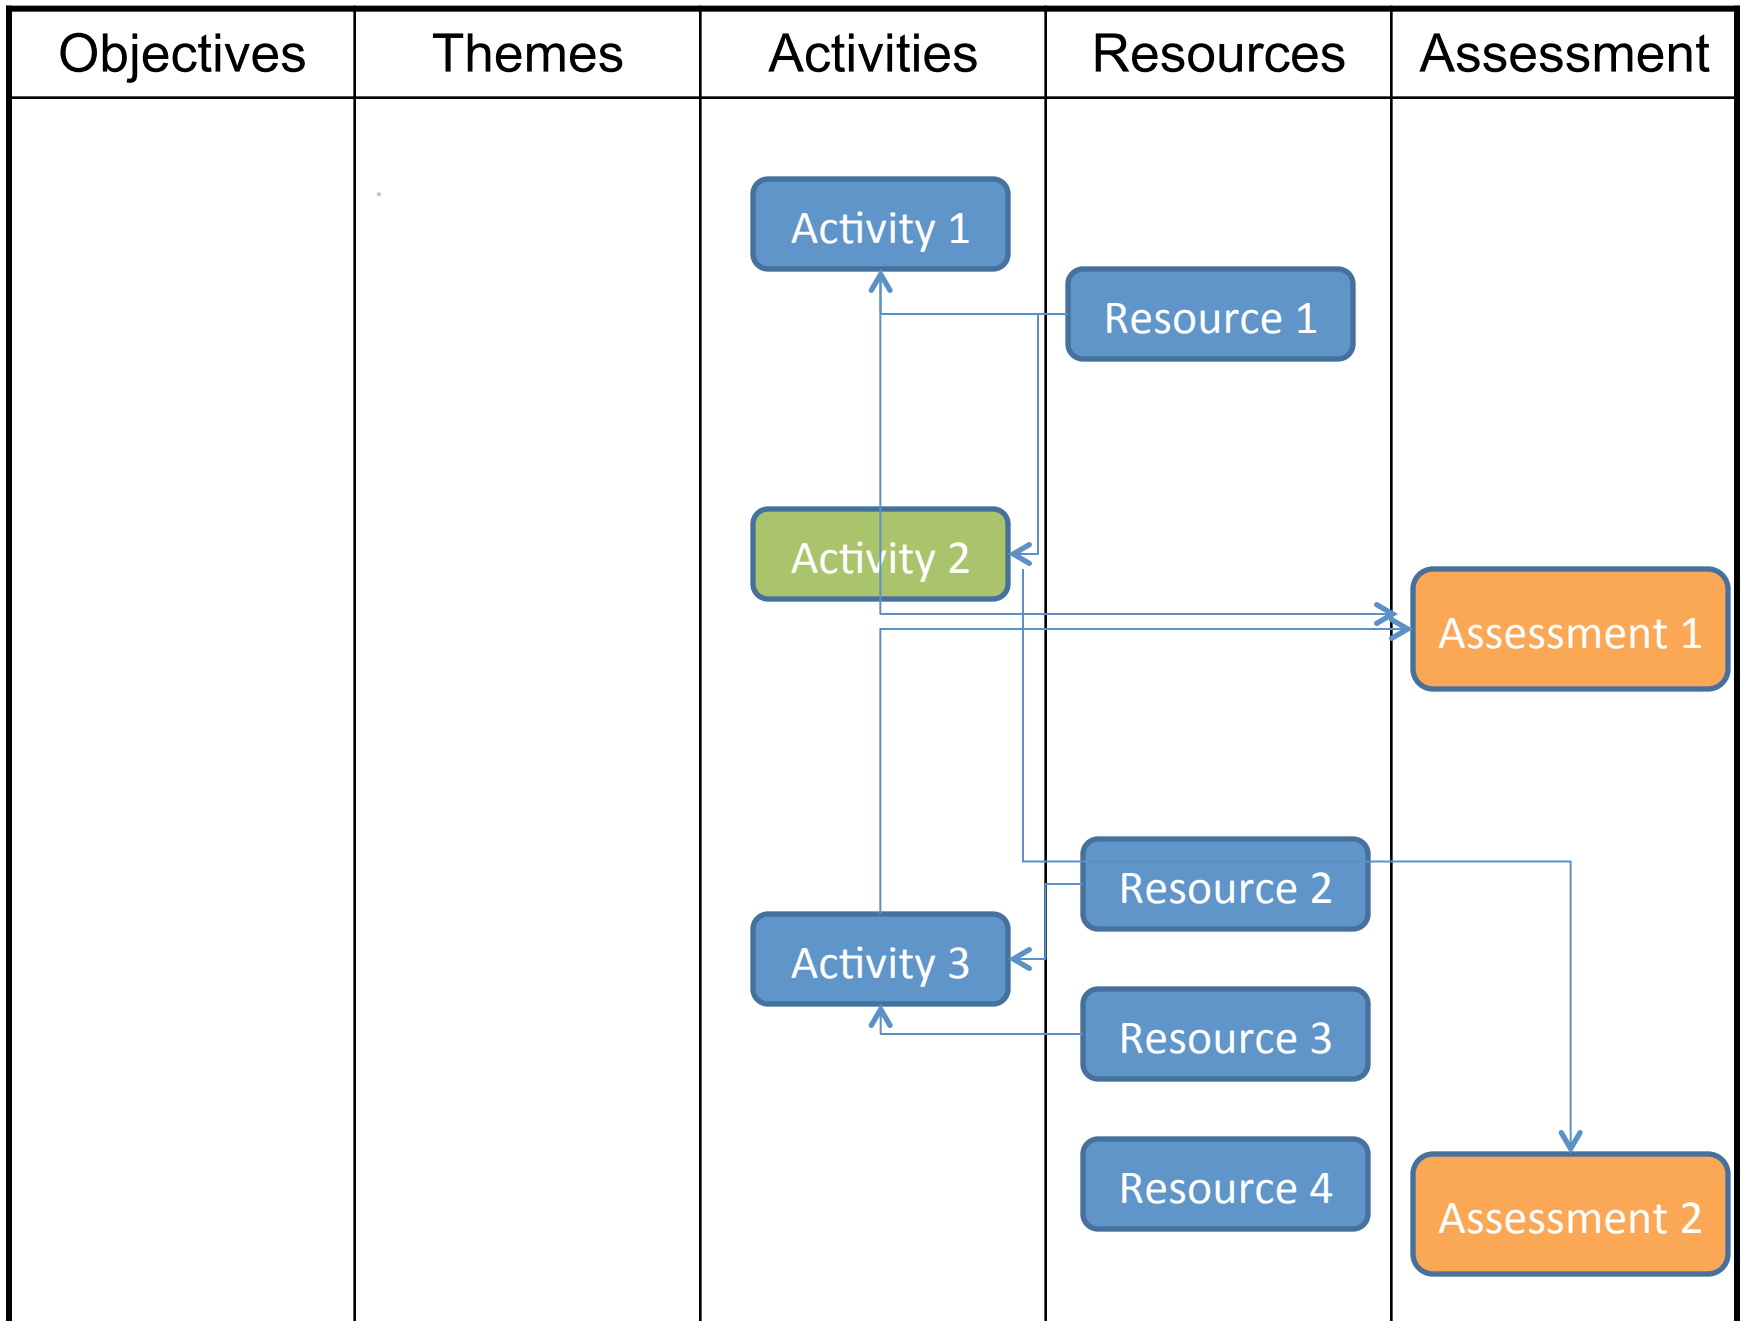 Objectives
Themes
Activities
Resources
Assessment
Activity 1
Resource 1
Activity 2
Assessment 1
Resource 2
Activity 3
Resource 3
Resource 4
Assessment 2